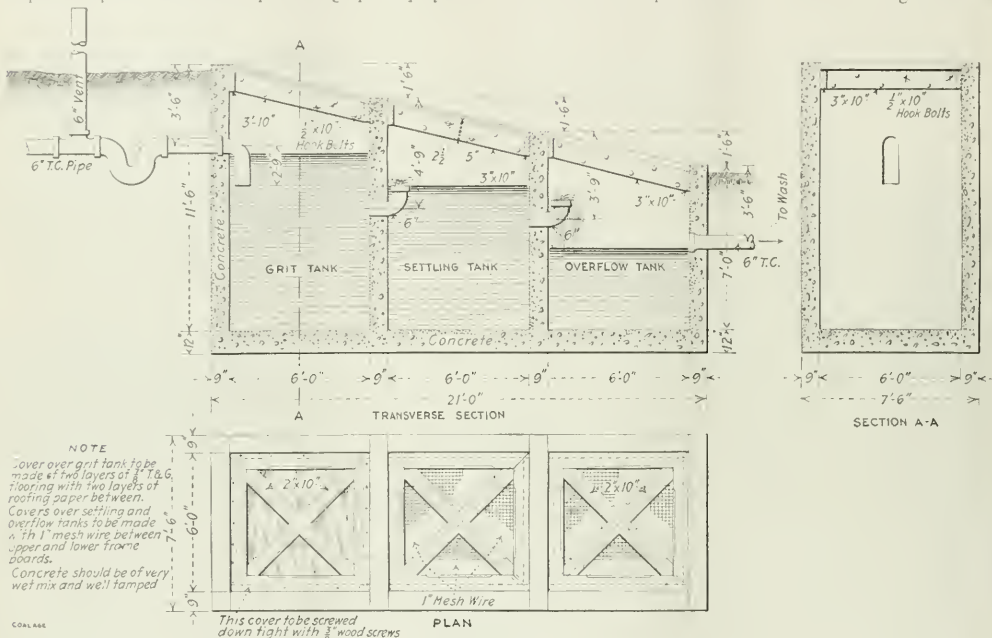 A
6" Vent
3'-6"
6" T.C. Pipe
3'-10"
1/2" x 10"
Hook Bolts
2'-9"
11'-6"
Concrete
12"
GRIT TANK
1'-6"
4'-9"
2 1/2
5"
4"
3" x 10"
6"
SETTLING TANK
1'-6"
3'-9"
3" x 10"
6"
OVERFLOW TANK
1'-6"
3'-6"
To Wash
6" T.C.
7'-0"
12"
Concrete
9" 6'-0" 9" 6'-0" 9" 6'-0" 9"
21'-0"
A
TRANSVERSE SECTION
3" x 10" 1/2" x 10"
Hook Bolts
9" 6'-0" 9"
7'-6"
SECTION A-A
NOTE
Cover over grit tank to be
made of two layers of T.&G.
flooring with two layers of
roofing paper between.
Covers over settling and
overflow tanks to be made
with 1" mesh wire between
upper and lower frame
boards.
Concrete should be of very
wet mix and well tamped
COAL AGE
9"
7'-6"
6'-0"
9"
2" x 10"
2" x 10"
1" Mesh Wire
This cover to be screwed
down tight with wood screws
PLAN